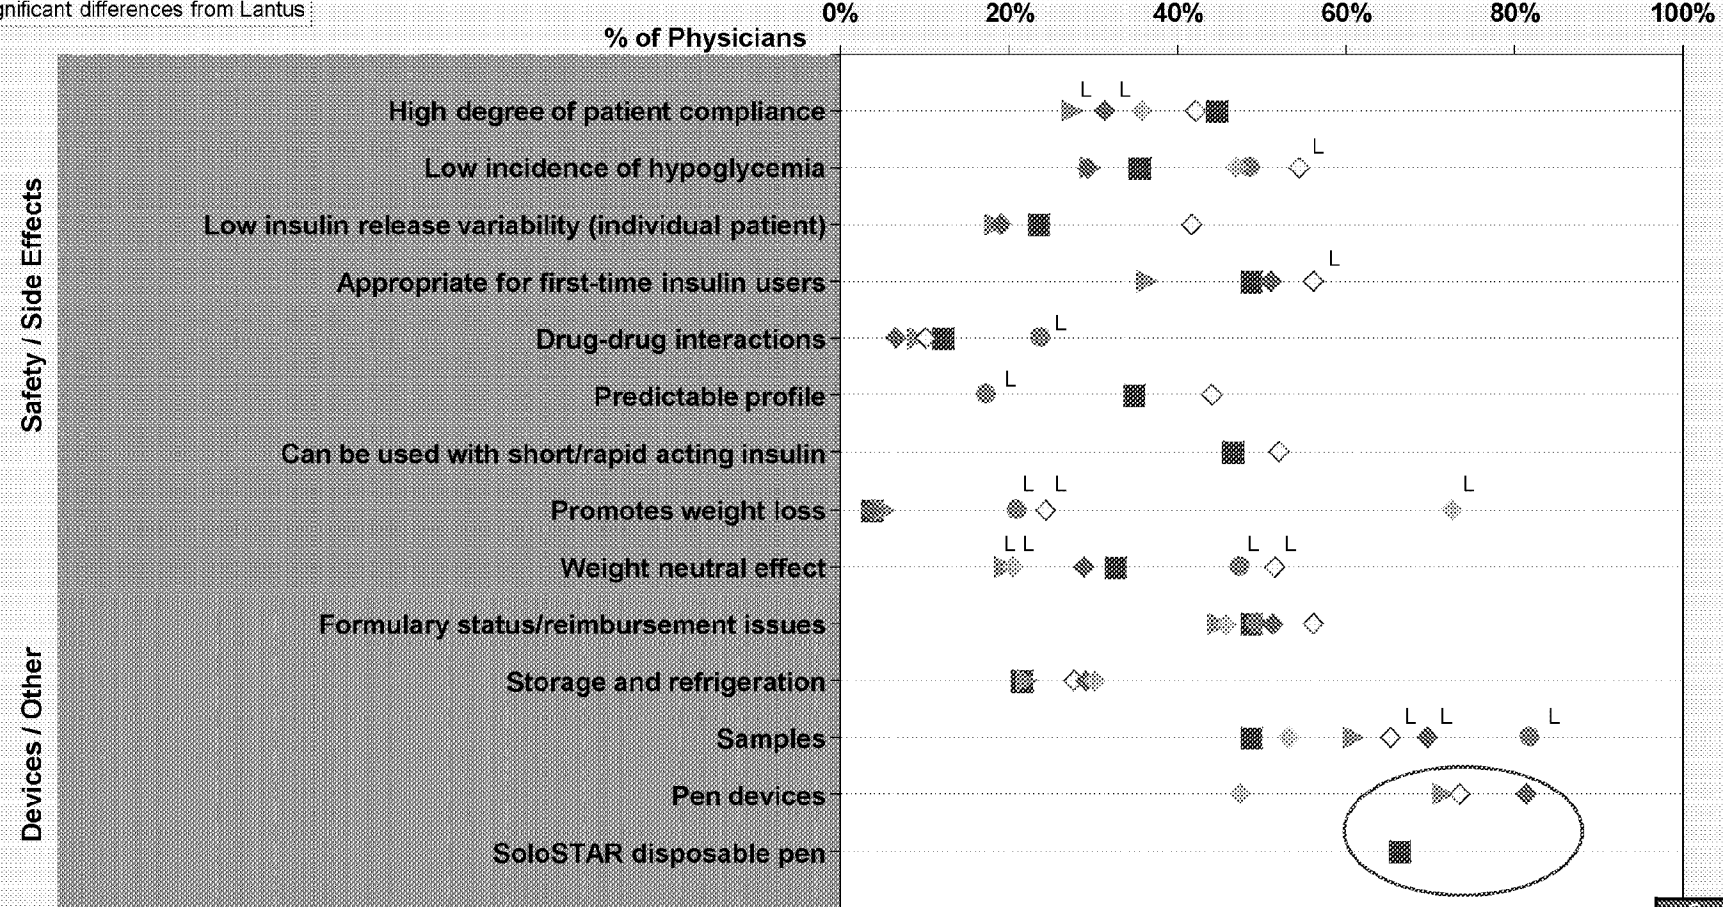 gnificant differences from Lantus
0% 20% 40% 60% 80% 100%
% of Physicians
Safety / Side Effects
High degree of patient compliance
L L
Low incidence of hypoglycemia
L
Low insulin release variability (individual patient)
Appropriate for first-time insulin users
L
Drug-drug interactions
L
Predictable profile
L
Can be used with short/rapid acting insulin
Promotes weight loss
L L L
Weight neutral effect
L L L L
Devices / Other
Formulary status/reimbursement issues
Storage and refrigeration
Samples
L L L
Pen devices
SoloSTAR disposable pen